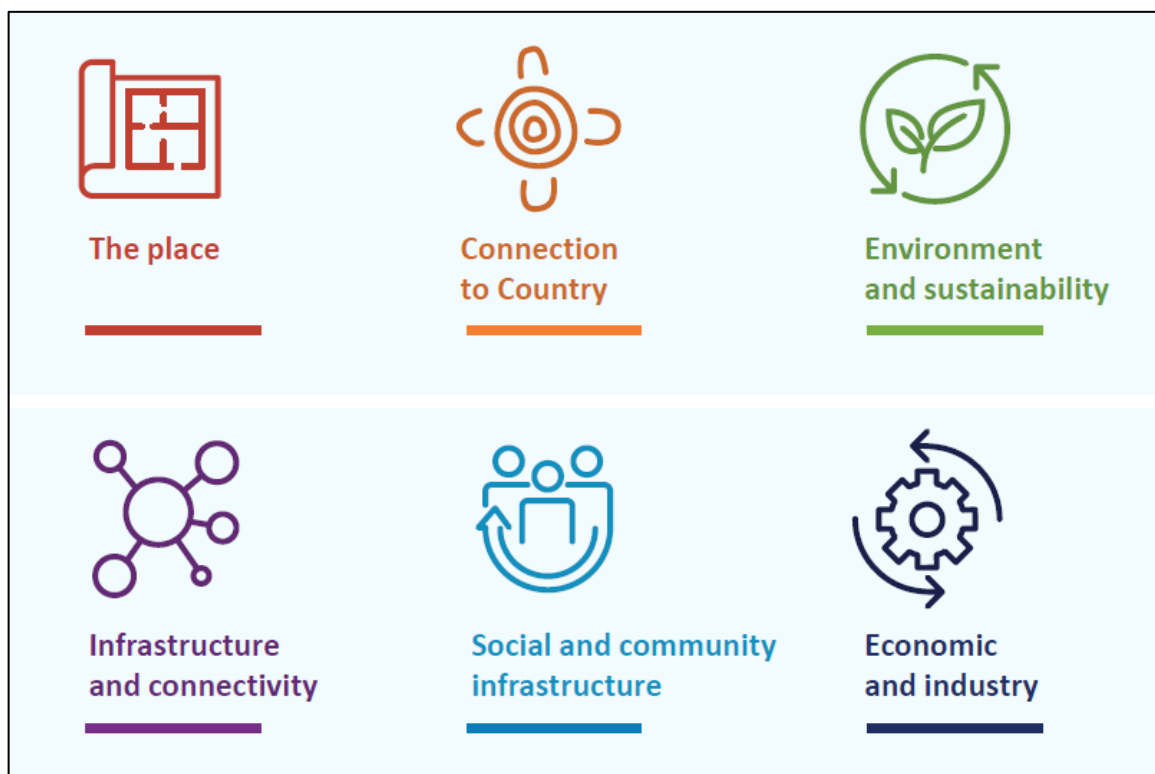 The place
Connection
to Country
Environment
and sustainability
Infrastructure
and connectivity
Social and community
infrastructure
Economic
and industry